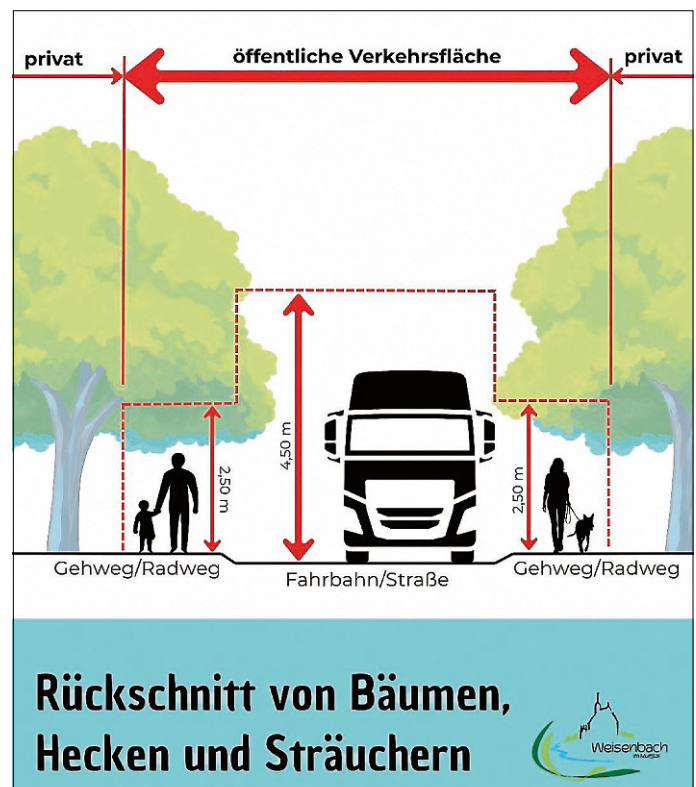 privat
öffentliche Verkehrsfläche
privat
4,50 m
2,50 m
2,50 m
Gehweg/Radweg
Fahrbahn/Straße
Gehweg/Radweg
Rückschnitt von Bäumen,
Hecken und Sträuchern
Weisenbach